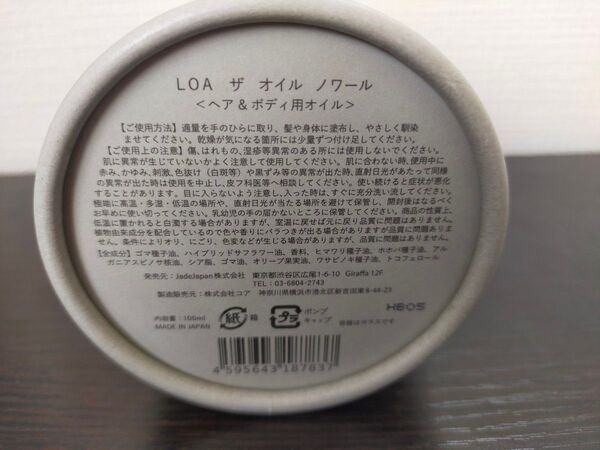 LOA ザ オイル ノワール
<ヘア&ボディ用オイル>
【ご使用方法】適量を手のひらに取り、髪や身体に塗布し、やさしく馴染
ませてください。乾燥が気になる箇所には少量ずつ付け足してください。
【ご使用上の注意】傷、はれもの、湿疹等異常のある所には使用しないでください。
肌に異常が生じていないかよく注意して使用してください。肌に合わない時、使用中に
赤み、かゆみ、刺激、色抜け(白斑等)や黒ずみ等の異常が出た時、直射日光があたって同様
の異常が出た時は使用を中止し、皮フ科医等へ相談してください。使い続けると症状が悪化
することがあります。目に入らないよう注意し、入った時は、すぐに充分洗い流してください。
極端に高温・多湿・低温の場所や、直射日光が当たる場所を避けて保管し、開封後はなるべく
お早めに使い切ってください。乳幼児の手の届かないところに保管してください。商品の性質上、
低温に置かれると白濁する場合がありますが、室温に戻せば元に戻り品質に問題はありません。
植物由来成分を配合しているので色や香りにバラつきが出る場合がありますが品質に問題ありま
せん。条件によりオリ、にごり、色変などが生じる場合がありますが、品質に問題ありません。
【全成分】ゴマ種子油、ハイブリッドサフラワー油、香料、ヒマワリ種子油、ホホバ種子油、アル
ガニアスピノサ核油、シア脂、ゴマ油、オリーブ果実油、ワサビノキ種子油、トコフェロール
発売元:JadeJapan株式会社 東京都渋谷区広尾1-6-10 Giraffa 12F
TEL:03-6804-2743
製造販売元:株式会社コア 神奈川県横浜市港北区新吉田東8-44-23
内容量:100ml
MADE IN JAPAN
紙 箱
プラ
ポンプ
キャップ
容器はガラスです
H805
4 595643 187837